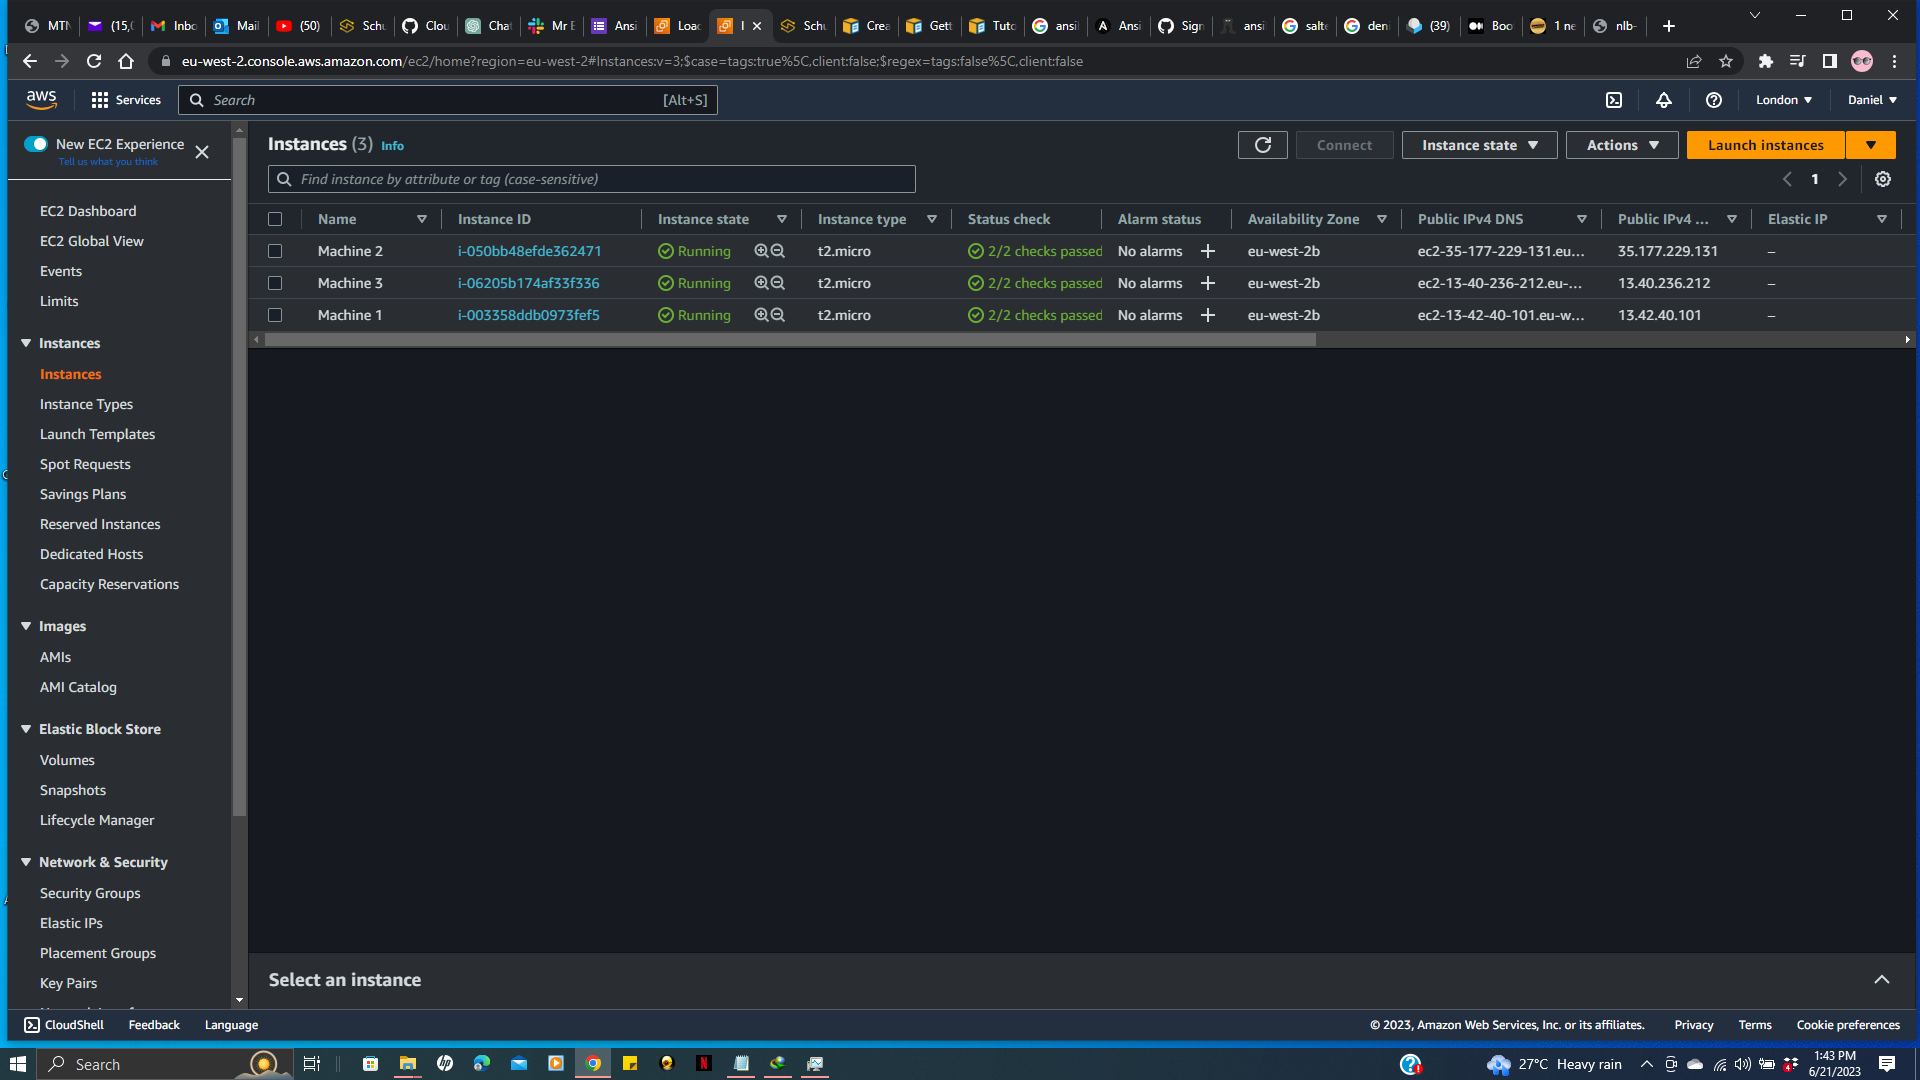 MTN
(15,0
Inbo
Mail
(50)
Schu
Clou
Chat
Mr E
Ansi
Load
I
Schu
Crea
Gett
Tuto
ansil
Ansi
Sign
ansi
salte
deni
(39)
Boo
1 ne
nlb-
eu-west-2.console.aws.amazon.com/ec2/home?region=eu-west-2#Instances:v=3;$case=tags:true%5C,client:false;$regex=tags:false%5C,client:false
aws
Services
Search
[Alt+S]
London
Daniel
New EC2 Experience
Tell us what you think
EC2 Dashboard
EC2 Global View
Events
Limits
Instances
Instances
Instance Types
Launch Templates
Spot Requests
Savings Plans
Reserved Instances
Dedicated Hosts
Capacity Reservations
Images
AMIs
AMI Catalog
Elastic Block Store
Volumes
Snapshots
Lifecycle Manager
Network & Security
Security Groups
Elastic IPs
Placement Groups
Key Pairs
Instances (3) Info
Connect
Instance state
Actions
Launch instances
Find instance by attribute or tag (case-sensitive)
1
Name Instance ID Instance state Instance type Status check Alarm status Availability Zone Public IPv4 DNS Public IPv4 ... Elastic IP
Machine 2 i-050bb48efde362471 Running t2.micro 2/2 checks passed No alarms + eu-west-2b ec2-35-177-229-131.eu... 35.177.229.131 –
Machine 3 i-06205b174af33f336 Running t2.micro 2/2 checks passed No alarms + eu-west-2b ec2-13-40-236-212.eu-... 13.40.236.212 –
Machine 1 i-003358ddb0973fef5 Running t2.micro 2/2 checks passed No alarms + eu-west-2b ec2-13-42-40-101.eu-w... 13.42.40.101 –
Select an instance
CloudShell
Feedback
Language
© 2023, Amazon Web Services, Inc. or its affiliates.
Privacy
Terms
Cookie preferences
Search
27°C Heavy rain
1:43 PM
6/21/2023